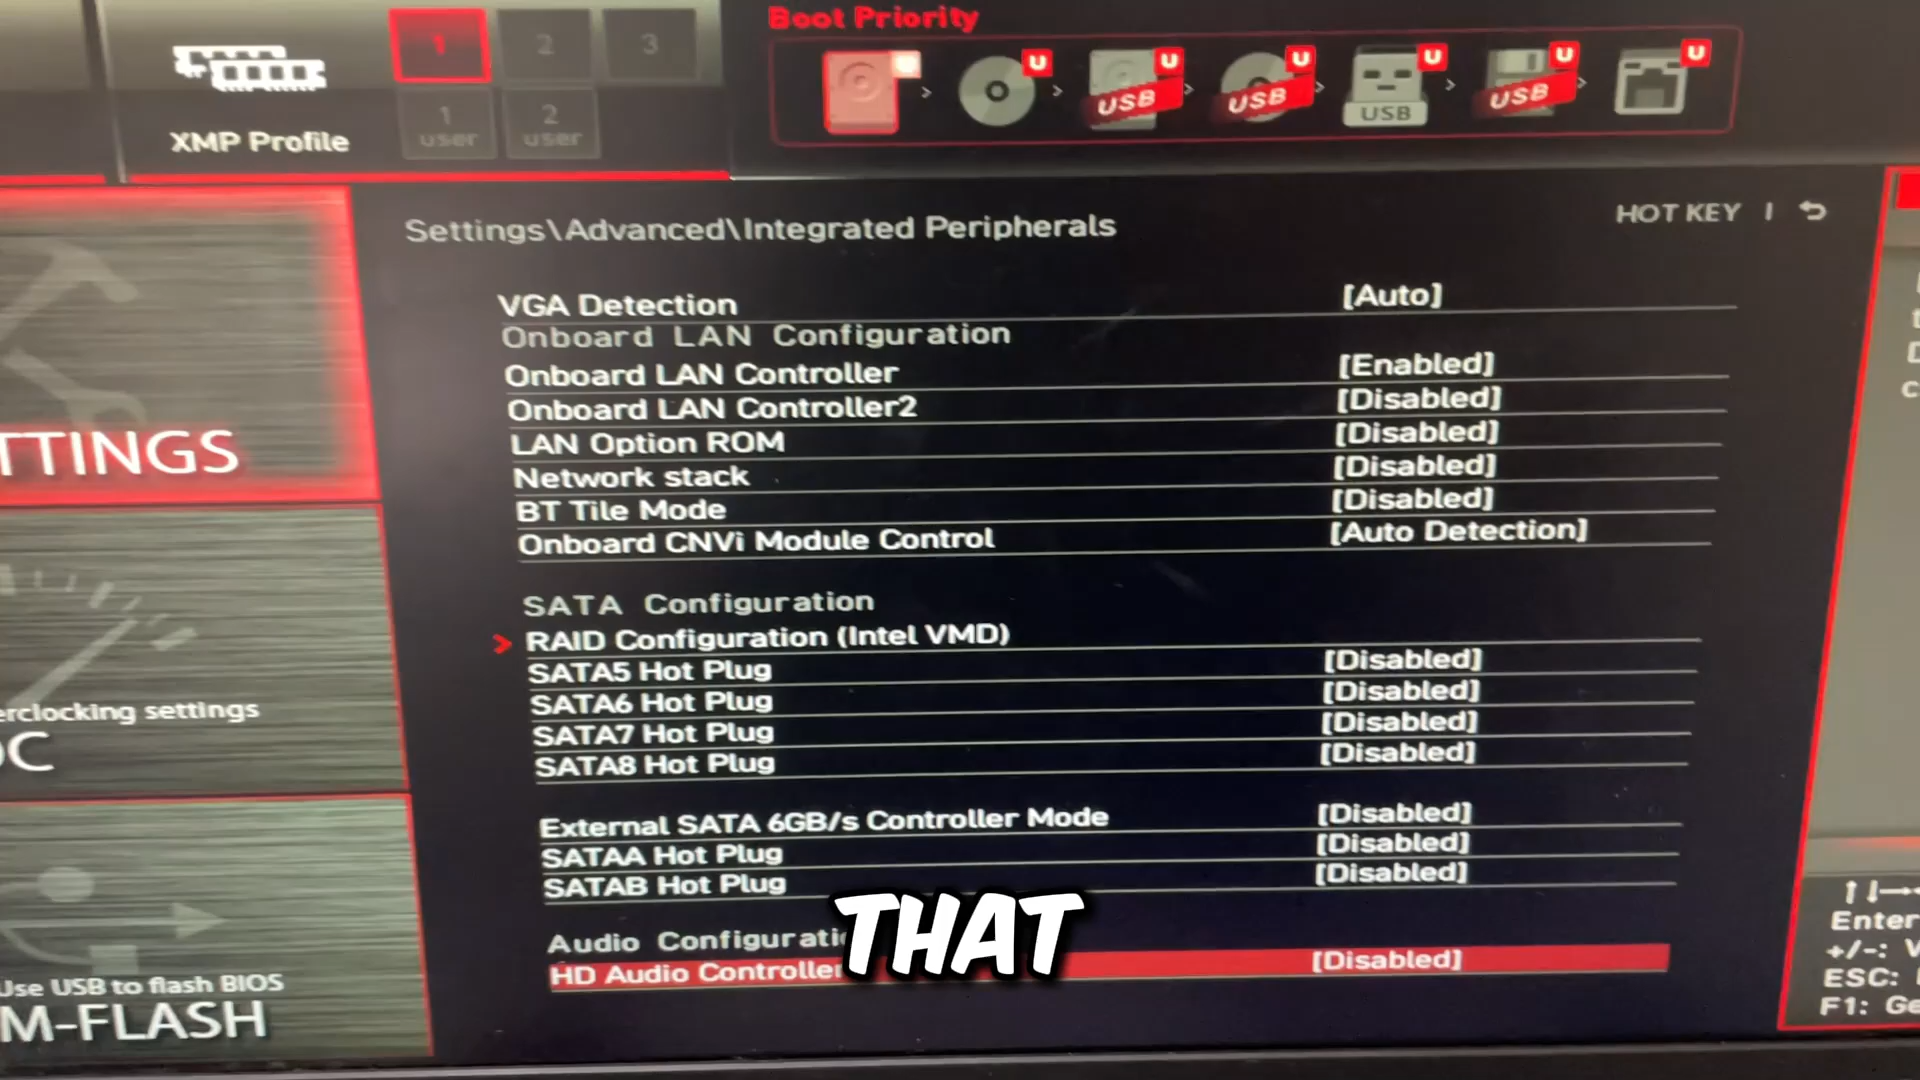 Boot Priority
1 2 3
U U U U U U
USB USB USB USB
XMP Profile
1 user 2 user
Settings\Advanced\Integrated Peripherals
HOT KEY
VGA Detection [Auto]
Onboard LAN Configuration
Onboard LAN Controller [Enabled]
Onboard LAN Controller2 [Disabled]
LAN Option ROM [Disabled]
Network stack [Disabled]
BT Tile Mode [Disabled]
Onboard CNVi Module Control [Auto Detection]
SATA Configuration
> RAID Configuration (Intel VMD)
SATA5 Hot Plug [Disabled]
SATA6 Hot Plug [Disabled]
SATA7 Hot Plug [Disabled]
SATA8 Hot Plug [Disabled]
External SATA 6GB/s Controller Mode [Disabled]
SATAA Hot Plug [Disabled]
SATAB Hot Plug [Disabled]
Audio Configurati
HD Audio Controller [Disabled]
THAT
TTINGS
erclocking settings
OC
Use USB to flash BIOS
M-FLASH
Enter
+/-: V
ESC:
F1: Ge